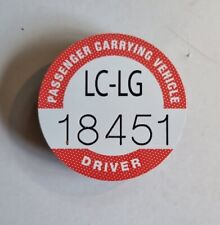 PASSENGER CARRYING VEHICLE
LC-LG
18451
DRIVER